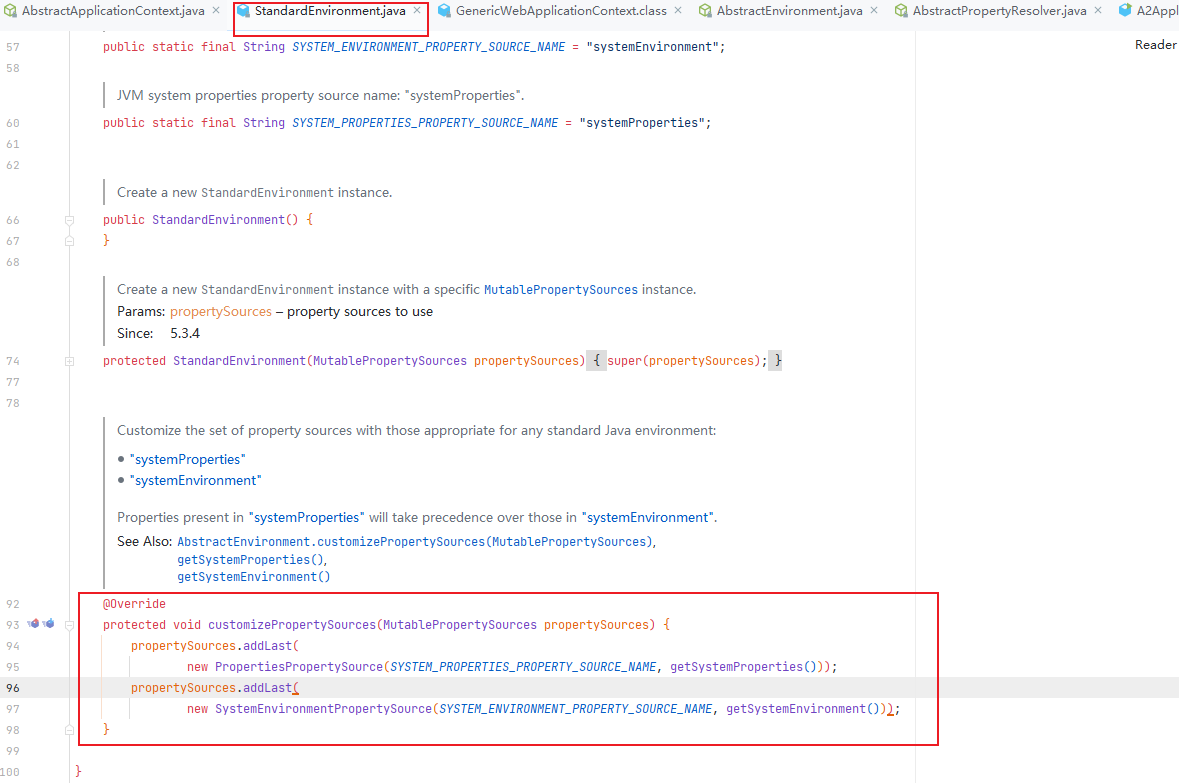 AbstractApplicationContext.java × StandardEnvironment.java × GenericWebApplicationContext.class × AbstractEnvironment.java × AbstractPropertyResolver.java × A2Appl
57 public static final String SYSTEM_ENVIRONMENT_PROPERTY_SOURCE_NAME = "systemEnvironment"; Reader
58
JVM system properties property source name: "systemProperties".
60 public static final String SYSTEM_PROPERTIES_PROPERTY_SOURCE_NAME = "systemProperties";
61
62
Create a new StandardEnvironment instance.
66 public StandardEnvironment() {
67 }
68
Create a new StandardEnvironment instance with a specific MutablePropertySources instance.
Params: propertySources – property sources to use
Since: 5.3.4
74 protected StandardEnvironment(MutablePropertySources propertySources) { super(propertySources); }
77
78
Customize the set of property sources with those appropriate for any standard Java environment:
• "systemProperties"
• "systemEnvironment"
Properties present in "systemProperties" will take precedence over those in "systemEnvironment".
See Also: AbstractEnvironment.customizePropertySources(MutablePropertySources),
getSystemProperties(),
getSystemEnvironment()
92 @Override
93 protected void customizePropertySources(MutablePropertySources propertySources) {
94 propertySources.addLast(
95 new PropertiesPropertySource(SYSTEM_PROPERTIES_PROPERTY_SOURCE_NAME, getSystemProperties()));
96 propertySources.addLast(
97 new SystemEnvironmentPropertySource(SYSTEM_ENVIRONMENT_PROPERTY_SOURCE_NAME, getSystemEnvironment()));
98 }
99
100 }